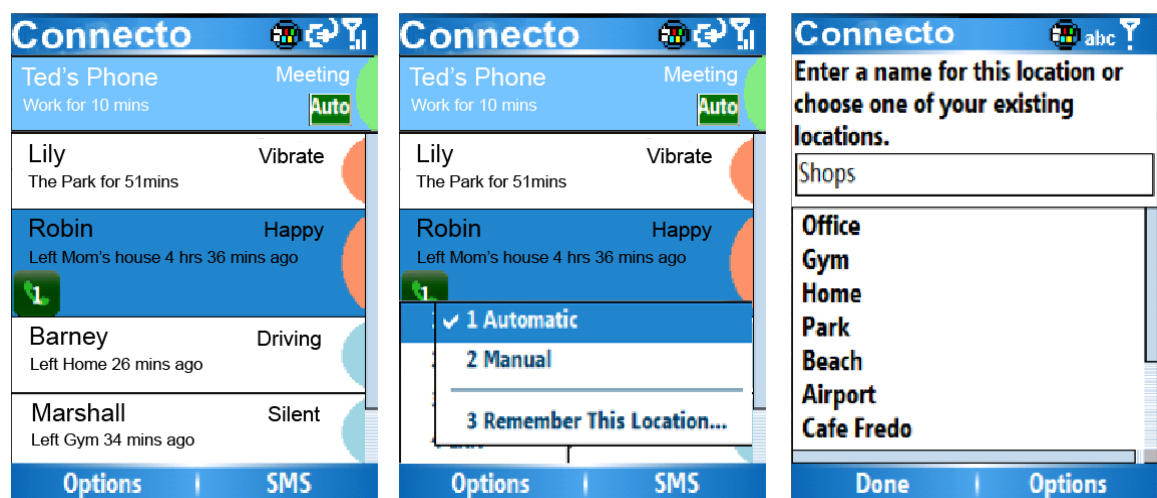 Connecto
Ted's Phone Meeting
Work for 10 mins Auto
Lily Vibrate
The Park for 51mins
Robin Happy
Left Mom's house 4 hrs 36 mins ago
1
Barney Driving
Left Home 26 mins ago
Marshall Silent
Left Gym 34 mins ago
Options SMS
Connecto
Ted's Phone Meeting
Work for 10 mins Auto
Lily Vibrate
The Park for 51mins
Robin Happy
Left Mom's house 4 hrs 36 mins ago
1
1 Automatic
2 Manual
3 Remember This Location...
Options SMS
Connecto abc
Enter a name for this location or
choose one of your existing
locations.
Shops
Office
Gym
Home
Park
Beach
Airport
Cafe Fredo
Done Options